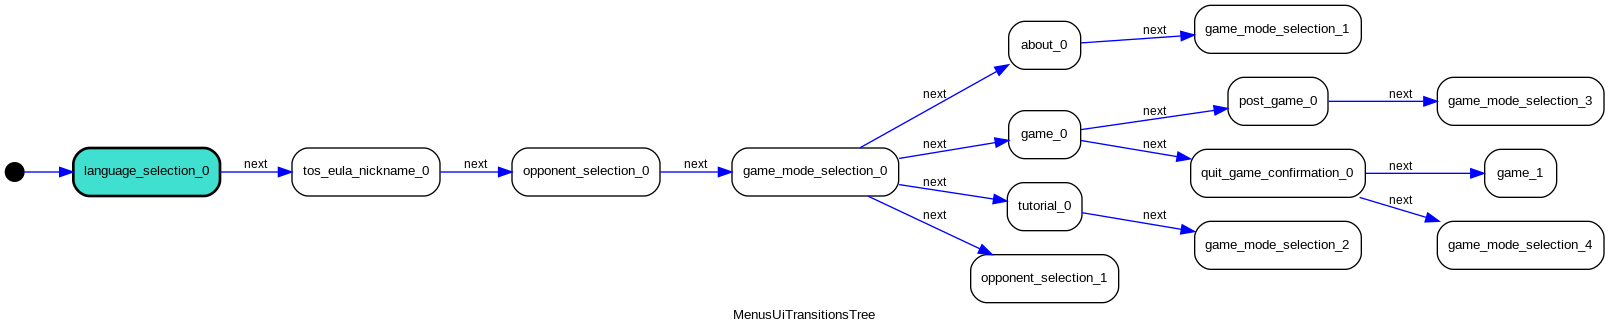 game_mode_selection_1
next
about_0
next
post_game_0
next
game_mode_selection_3
next
game_0
next
next
language_selection_0
next
tos_eula_nickname_0
next
opponent_selection_0
next
game_mode_selection_0
next
quit_game_confirmation_0
next
game_1
next
tutorial_0
next
game_mode_selection_2
next
game_mode_selection_4
next
opponent_selection_1
MenusUiTransitionsTree